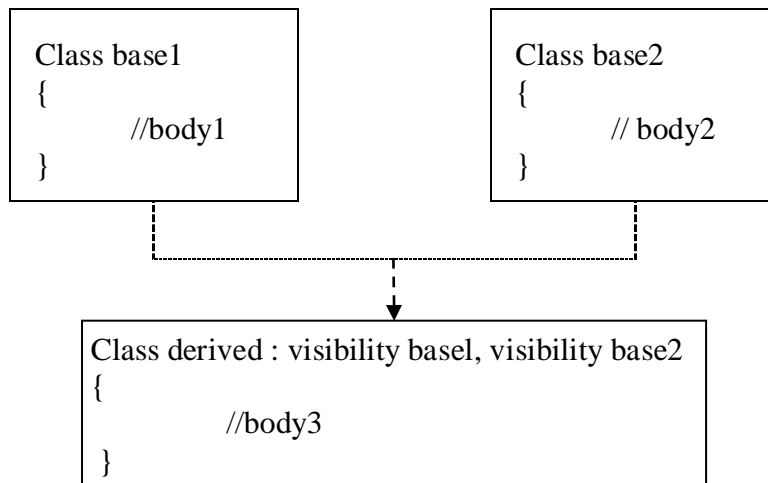 Class base1
{
//body1
}
Class base2
{
// body2
}
Class derived : visibility basel, visibility base2
{
//body3
}